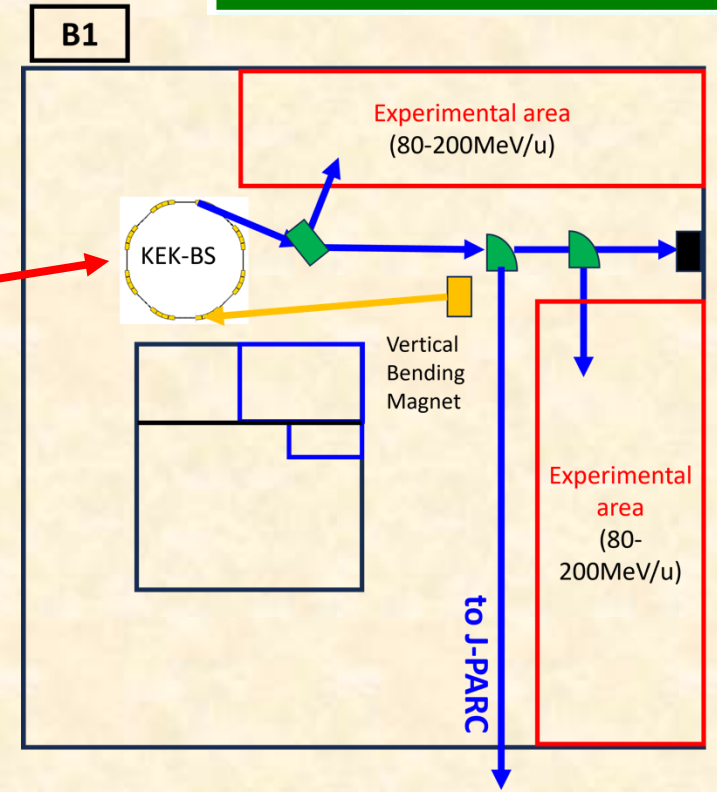 B1
Experimental area
(80-200MeV/u)
KEK-BS
Vertical
Bending
Magnet
Experimental
area
(80-
200MeV/u)
to J-PARC